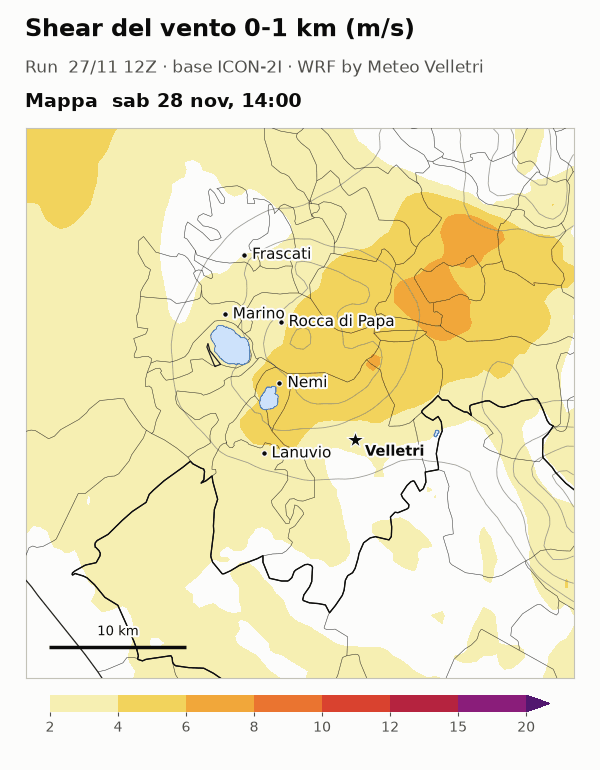 Shear del vento 0-1 km (m/s)
Run  27/11 12Z · base ICON-2I · WRF by Meteo Velletri
Mappa  sab 28 nov, 14:00
Frascati
Marino
Rocca di Papa
Nemi
Velletri
Lanuvio
10 km
2 4 6 8 10 12 15 20